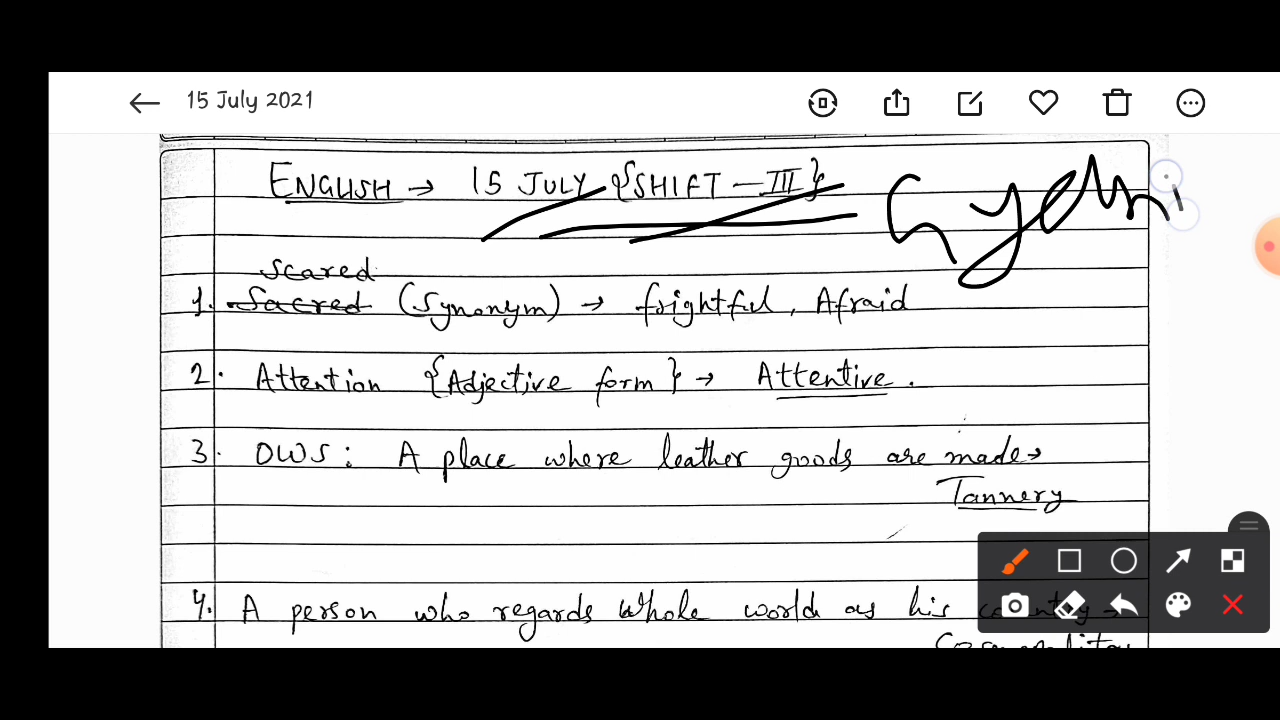 15 July 2021
ENGLISH → 15 JULY {SHIFT – III}
Scared
1. Sacred (Synonym) → frightful, Afraid
2. Attention {Adjective form} → Attentive.
3. OWS: A place where leather goods are made→
Tannery
4. A person who regards whole world as his country →